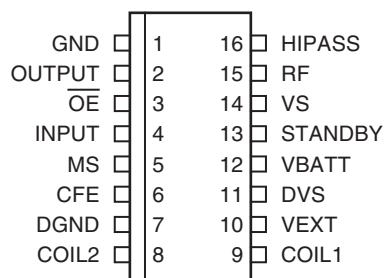 GND 1 16 HIPASS
OUTPUT 2 15 RF
O̅E̅ 3 14 VS
INPUT 4 13 STANDBY
MS 5 12 VBATT
CFE 6 11 DVS
DGND 7 10 VEXT
COIL2 8 9 COIL1